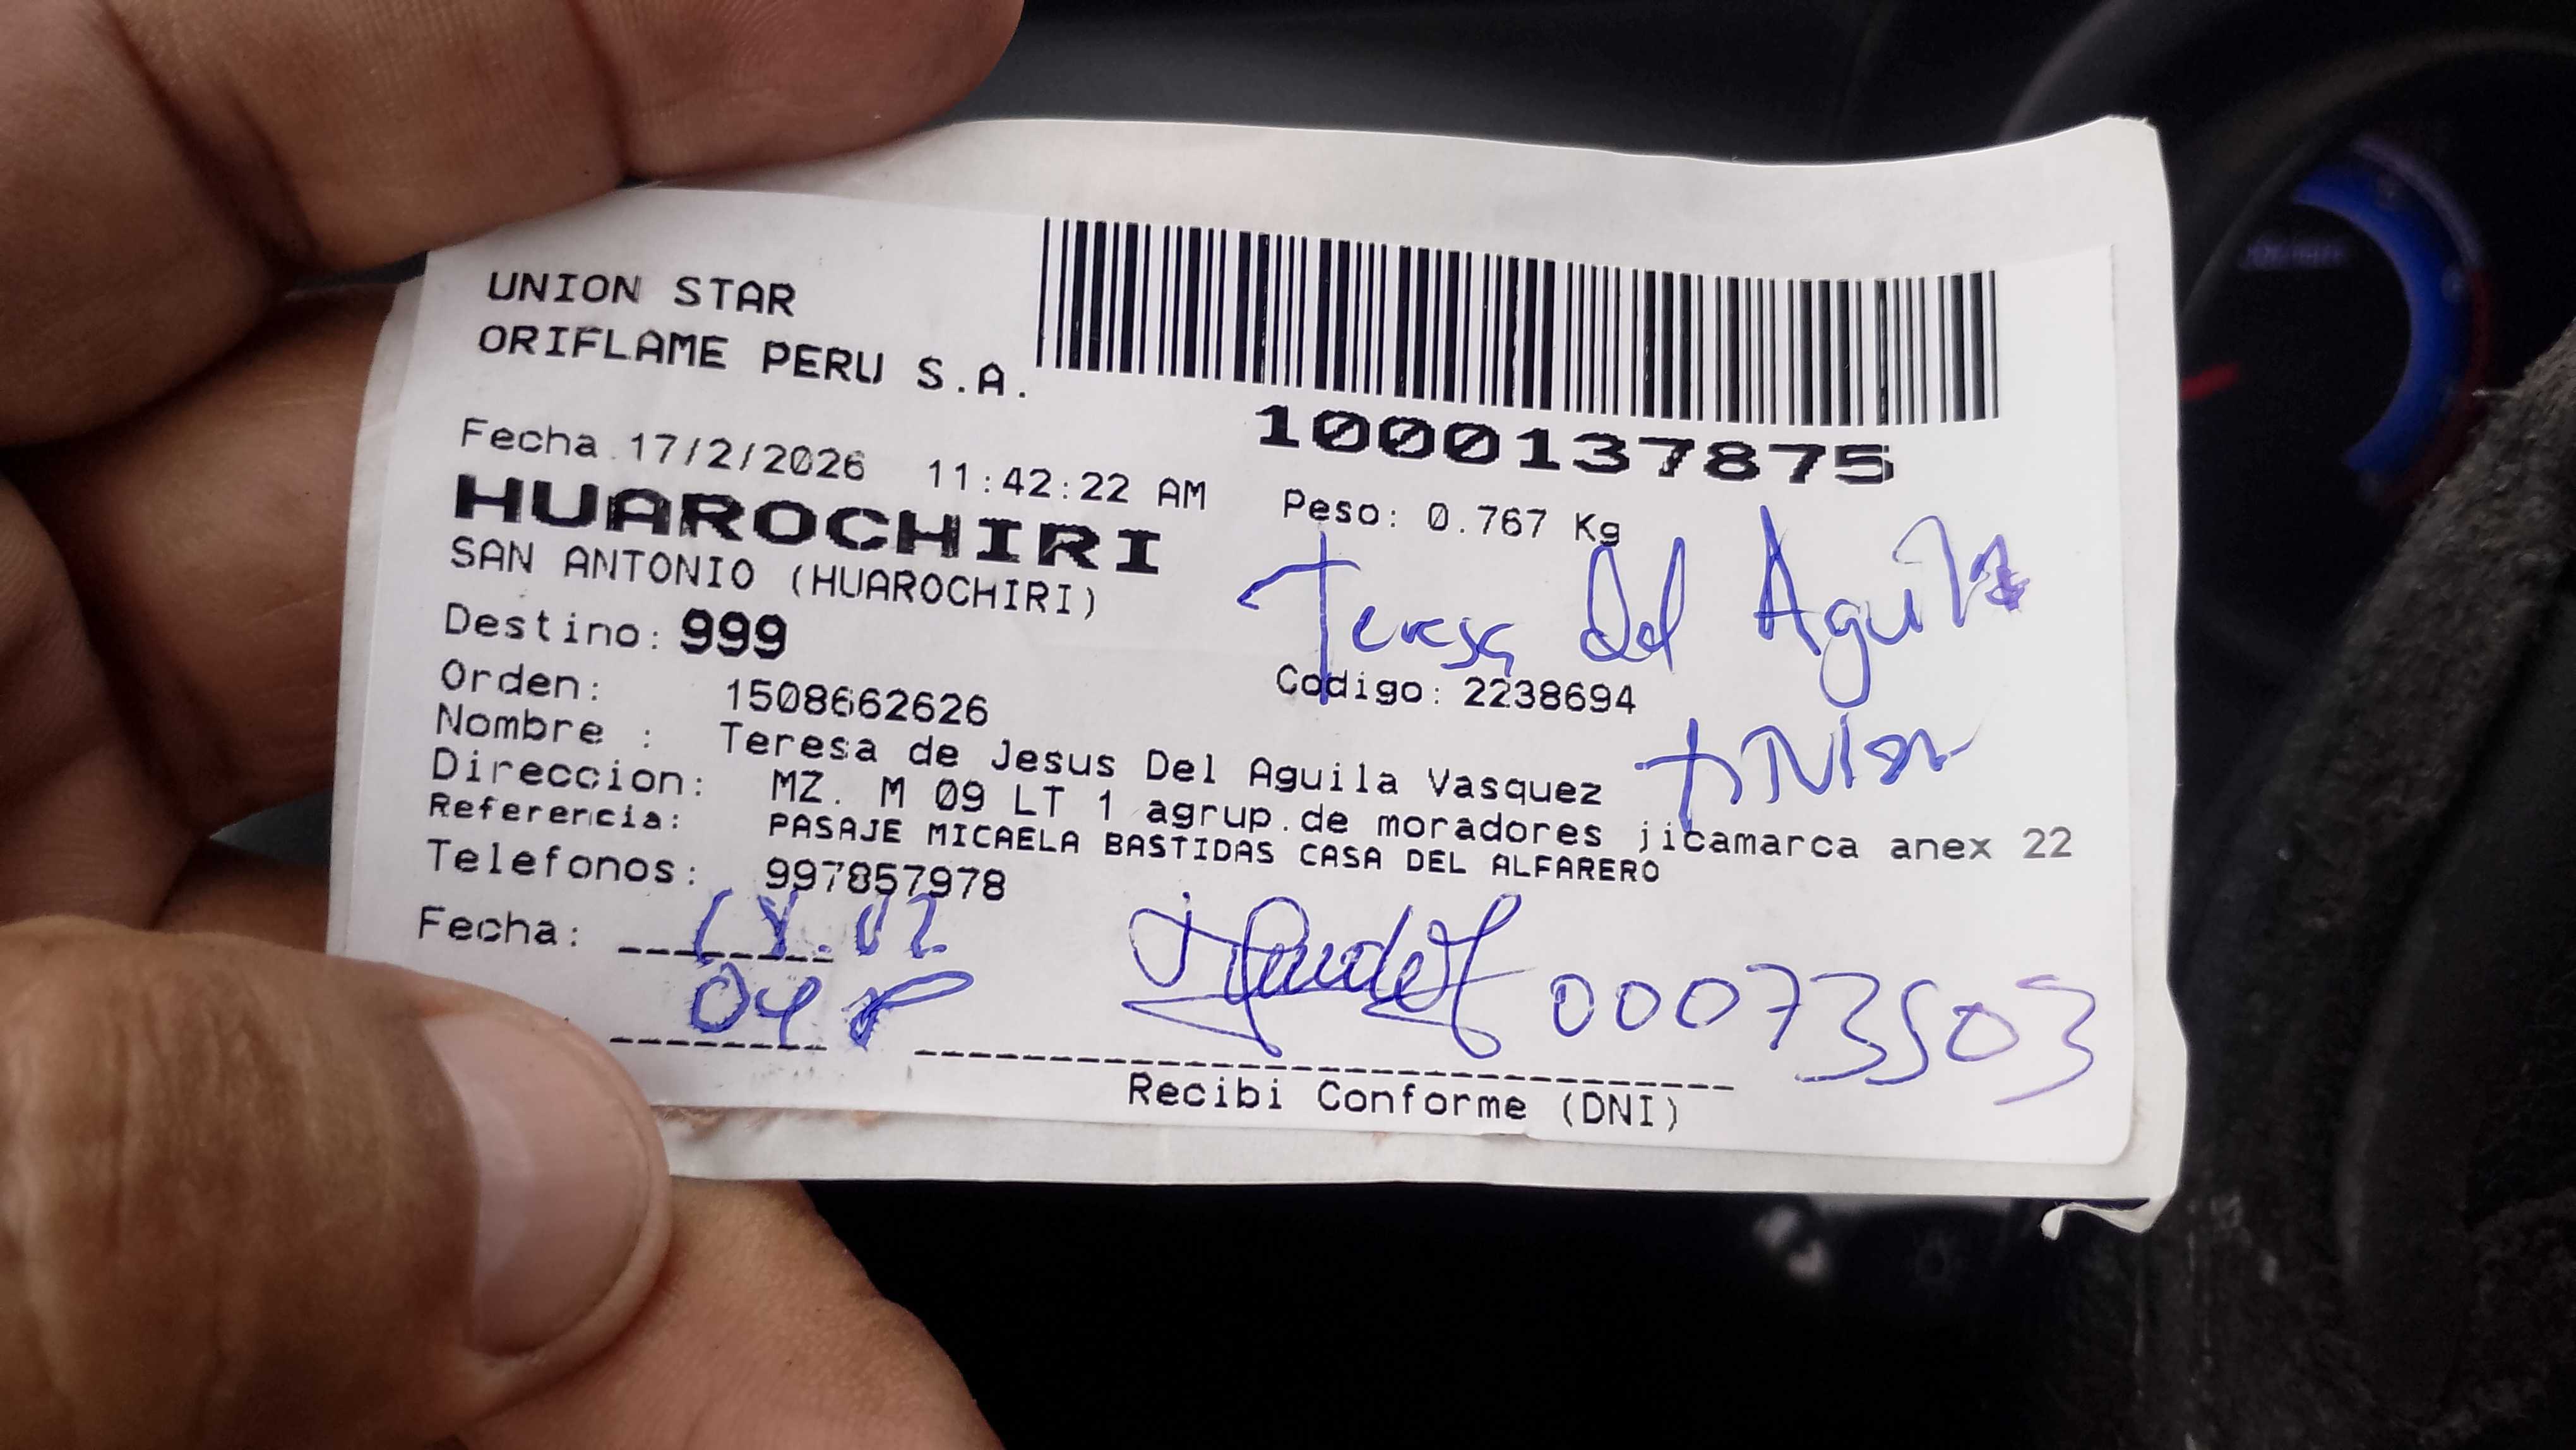 UNION STAR
ORIFLAME PERU S.A.
1000137875
Fecha 17/2/2026 11:42:22 AM
Peso: 0.767 Kg
HUAROCHIRI
SAN ANTONIO (HUAROCHIRI)
Teresa Del Aguila
Destino: 999
Orden: 1508662626
Codigo: 2238694
Nombre : Teresa de Jesus Del Aguila Vasquez
Direccion: MZ. M 09 LT 1 agrup.de moradores jicamarca anex 22
Referencia: PASAJE MICAELA BASTIDAS CASA DEL ALFARERO
Telefonos: 997857978
Fecha: 18.02
04
00073503
Recibi Conforme (DNI)